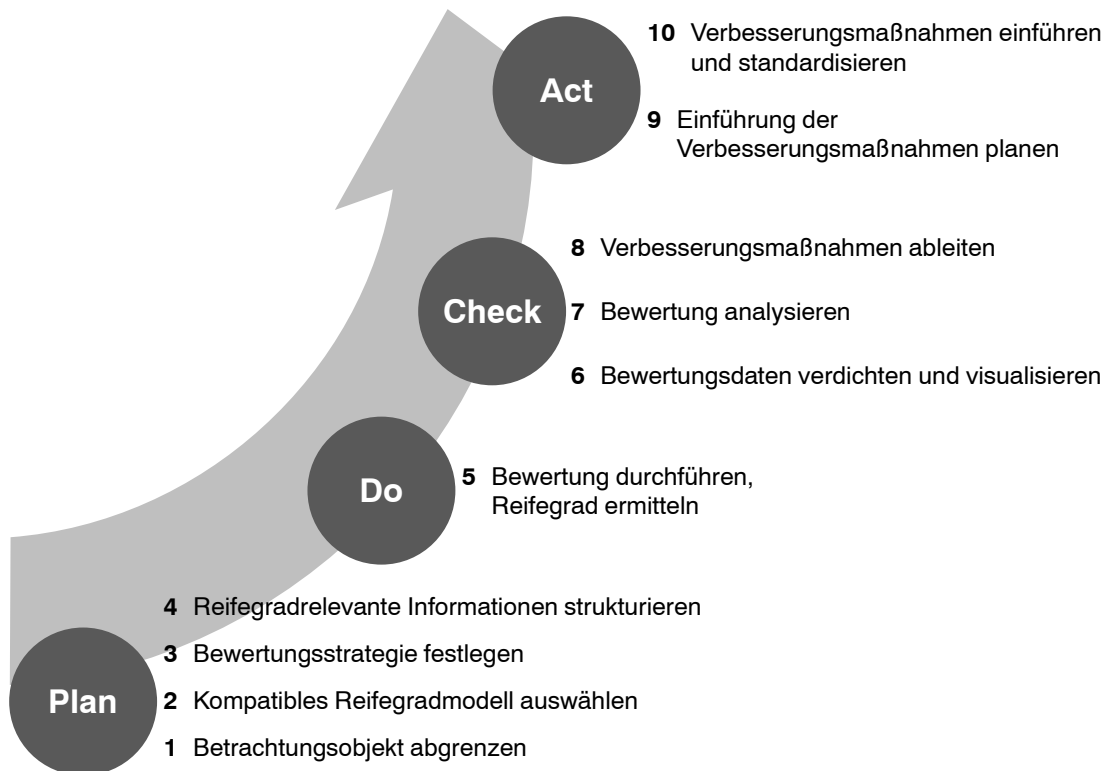 10 Verbesserungsmaßnahmen einführen
und standardisieren
Act
9 Einführung der
Verbesserungsmaßnahmen planen
8 Verbesserungsmaßnahmen ableiten
Check
7 Bewertung analysieren
6 Bewertungsdaten verdichten und visualisieren
Do
5 Bewertung durchführen,
Reifegrad ermitteln
4 Reifegradrelevante Informationen strukturieren
3 Bewertungsstrategie festlegen
Plan
2 Kompatibles Reifegradmodell auswählen
1 Betrachtungsobjekt abgrenzen